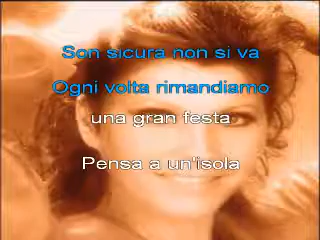 Son sicura non si va
Ogni volta rimandiamo
una gran festa
Pensa a un'isola